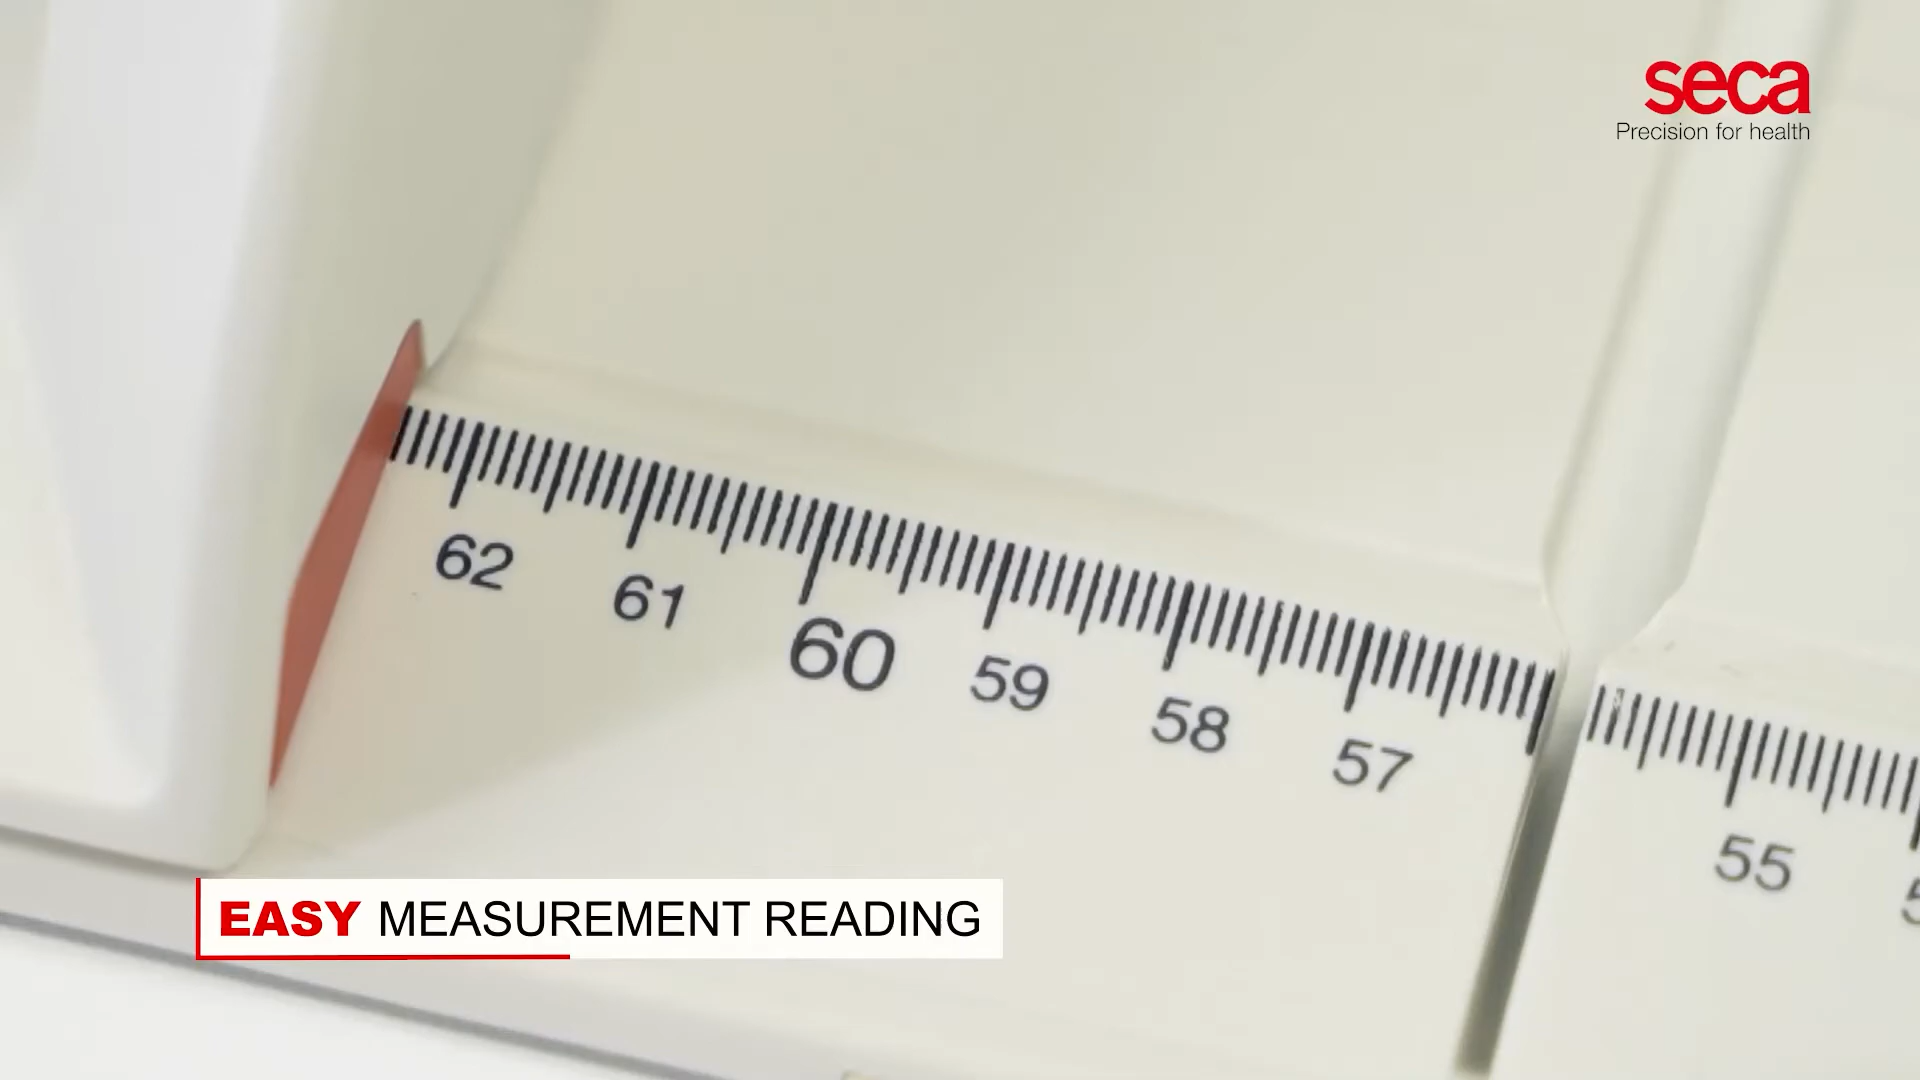 seca
Precision for health
62
61
60
59
58
57
55
EASY MEASUREMENT READING